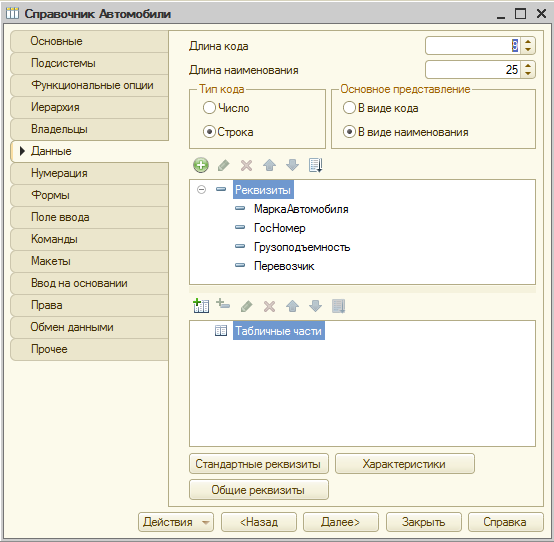 Справочник Автомобили
Основные
Подсистемы
Функциональные опции
Иерархия
Владельцы
Данные
Нумерация
Формы
Поле ввода
Команды
Макеты
Ввод на основании
Права
Обмен данными
Прочее
Длина кода
Длина наименования 25
Тип кода
Число
Строка
Основное представление
В виде кода
В виде наименования
Реквизиты
МаркаАвтомобиля
ГосНомер
Грузоподъемность
Перевозчик
Табличные части
Стандартные реквизиты Характеристики
Общие реквизиты
Действия <Назад Далее> Закрыть Справка